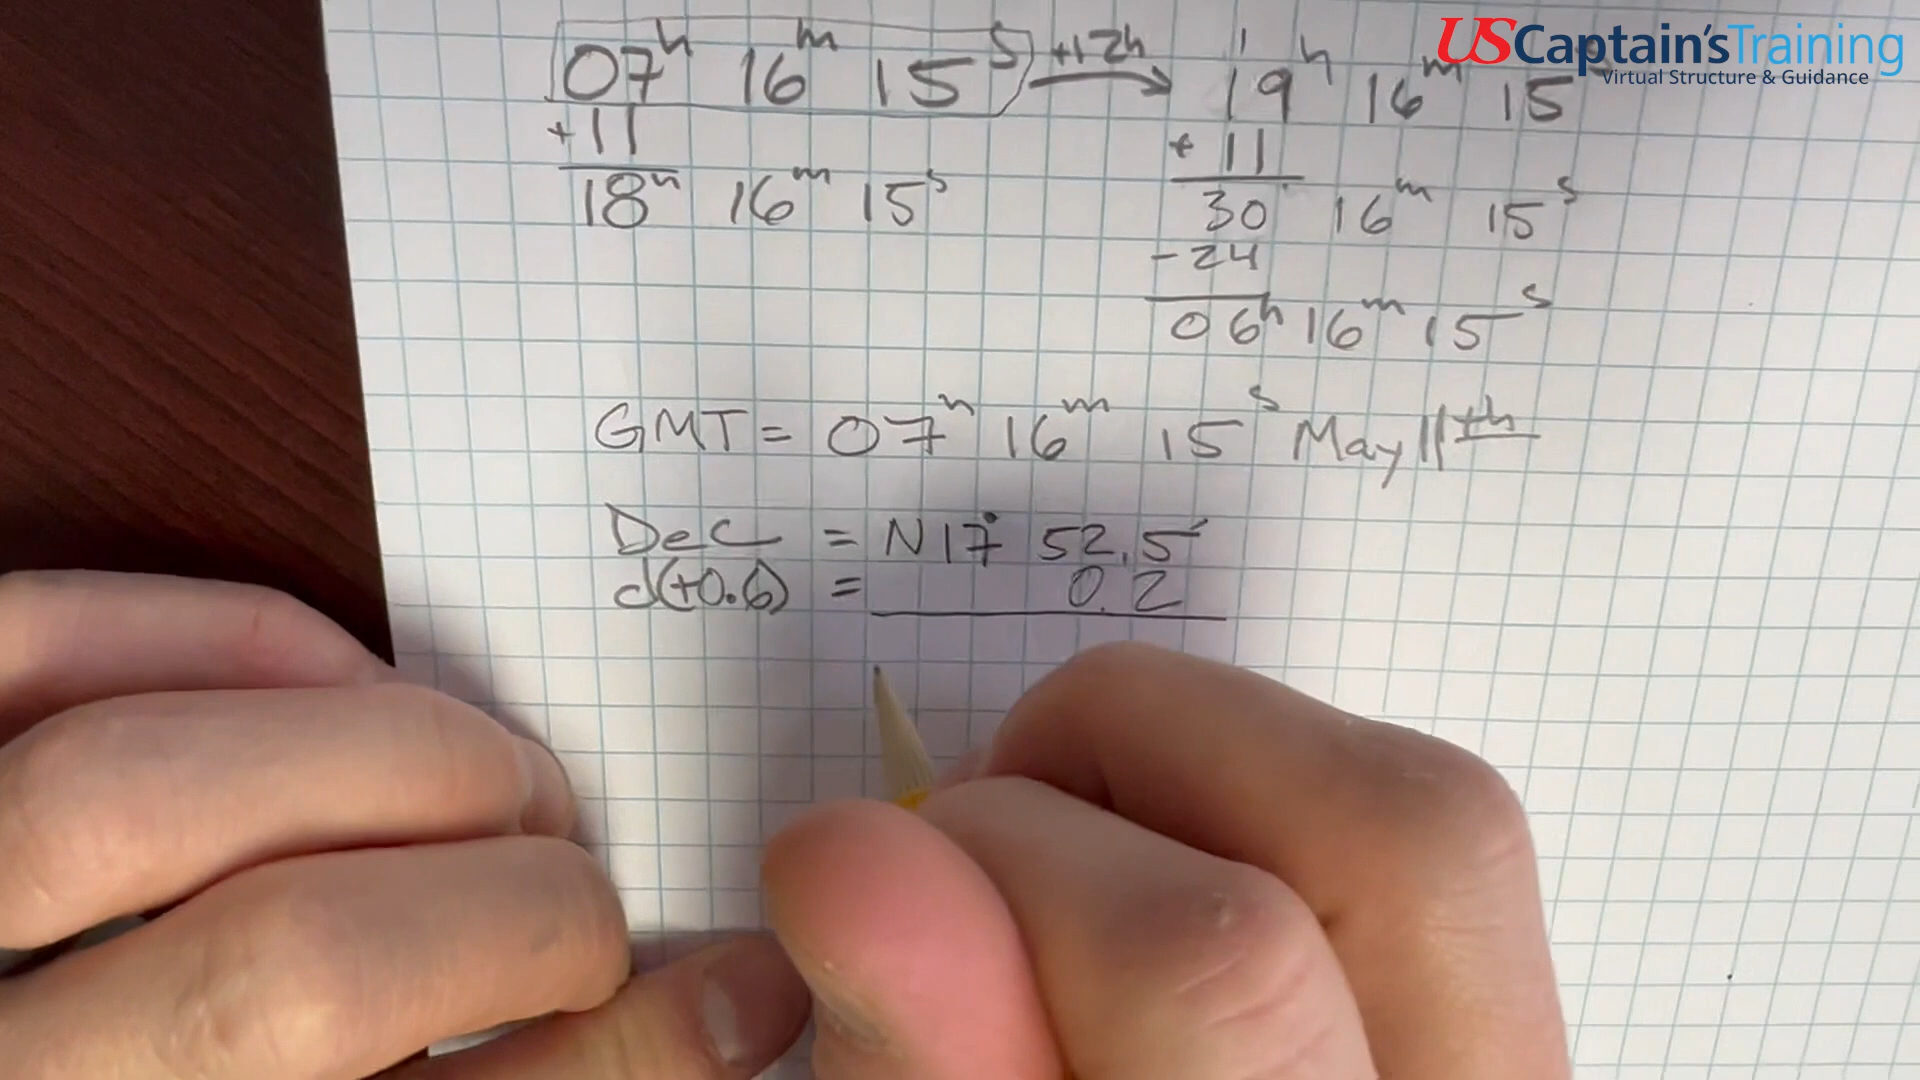 USCaptain'sTraining
Virtual Structure & Guidance
07h 16m 15s +12h → 19h 16m 15
+11
18h 16m 15s
+ 11
30 16m 15s
-24
06h 16m 15s
GMT = 07h 16m 15s May 11th
Dec = N 17° 52.5'
d(+0.6) = 0.2